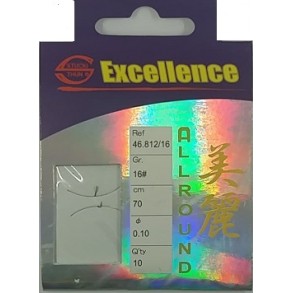 Excellence
Ref
46.812/16
Gr.
16#
cm
70
ø
0.10
Q'ty
10
ALLROUND
美麗